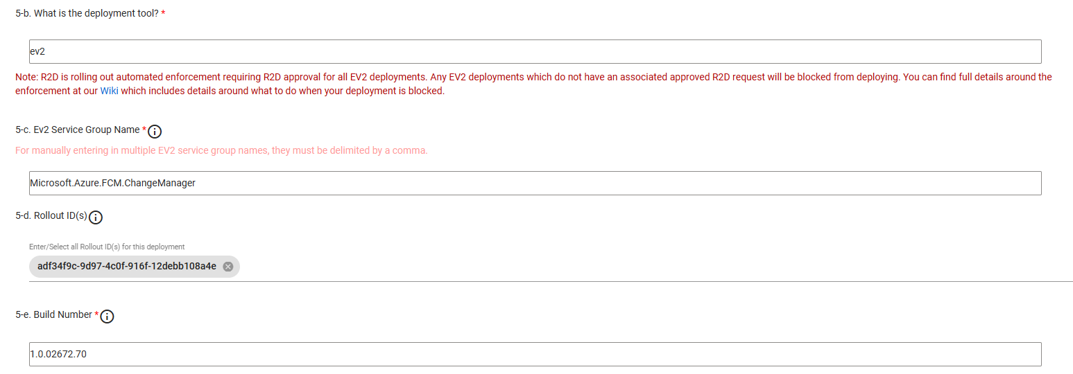 5-b. What is the deployment tool? *
ev2
Note: R2D is rolling out automated enforcement requiring R2D approval for all EV2 deployments. Any EV2 deployments which do not have an associated approved R2D request will be blocked from deploying. You can find full details around the
enforcement at our Wiki which includes details around what to do when your deployment is blocked.
5-c. Ev2 Service Group Name *
For manually entering in multiple EV2 service group names, they must be delimited by a comma.
Microsoft.Azure.FCM.ChangeManager
5-d. Rollout ID(s)
Enter/Select all Rollout ID(s) for this deployment
adf34f9c-9d97-4c0f-916f-12debb108a4e
5-e. Build Number *
1.0.02672.70